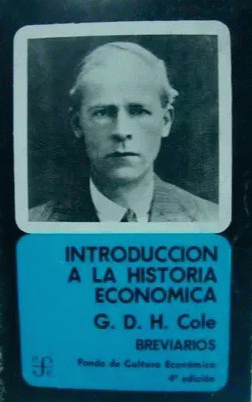 INTRODUCCION
A LA HISTORIA
ECONOMICA
G. D. H. Cole
BREVIARIOS
Fondo de Cultura Económica
4ª edición